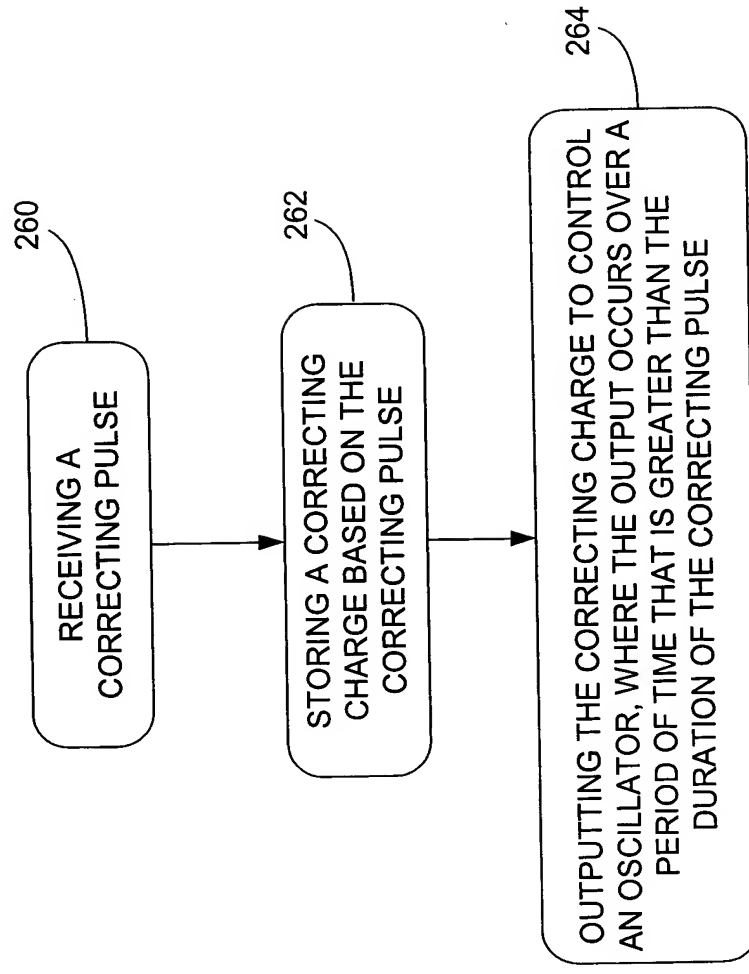 260
RECEIVING A
CORRECTING PULSE
262
STORING A CORRECTING
CHARGE BASED ON THE
CORRECTING PULSE
264
OUTPUTTING THE CORRECTING CHARGE TO CONTROL
AN OSCILLATOR, WHERE THE OUTPUT OCCURS OVER A
PERIOD OF TIME THAT IS GREATER THAN THE
DURATION OF THE CORRECTING PULSE